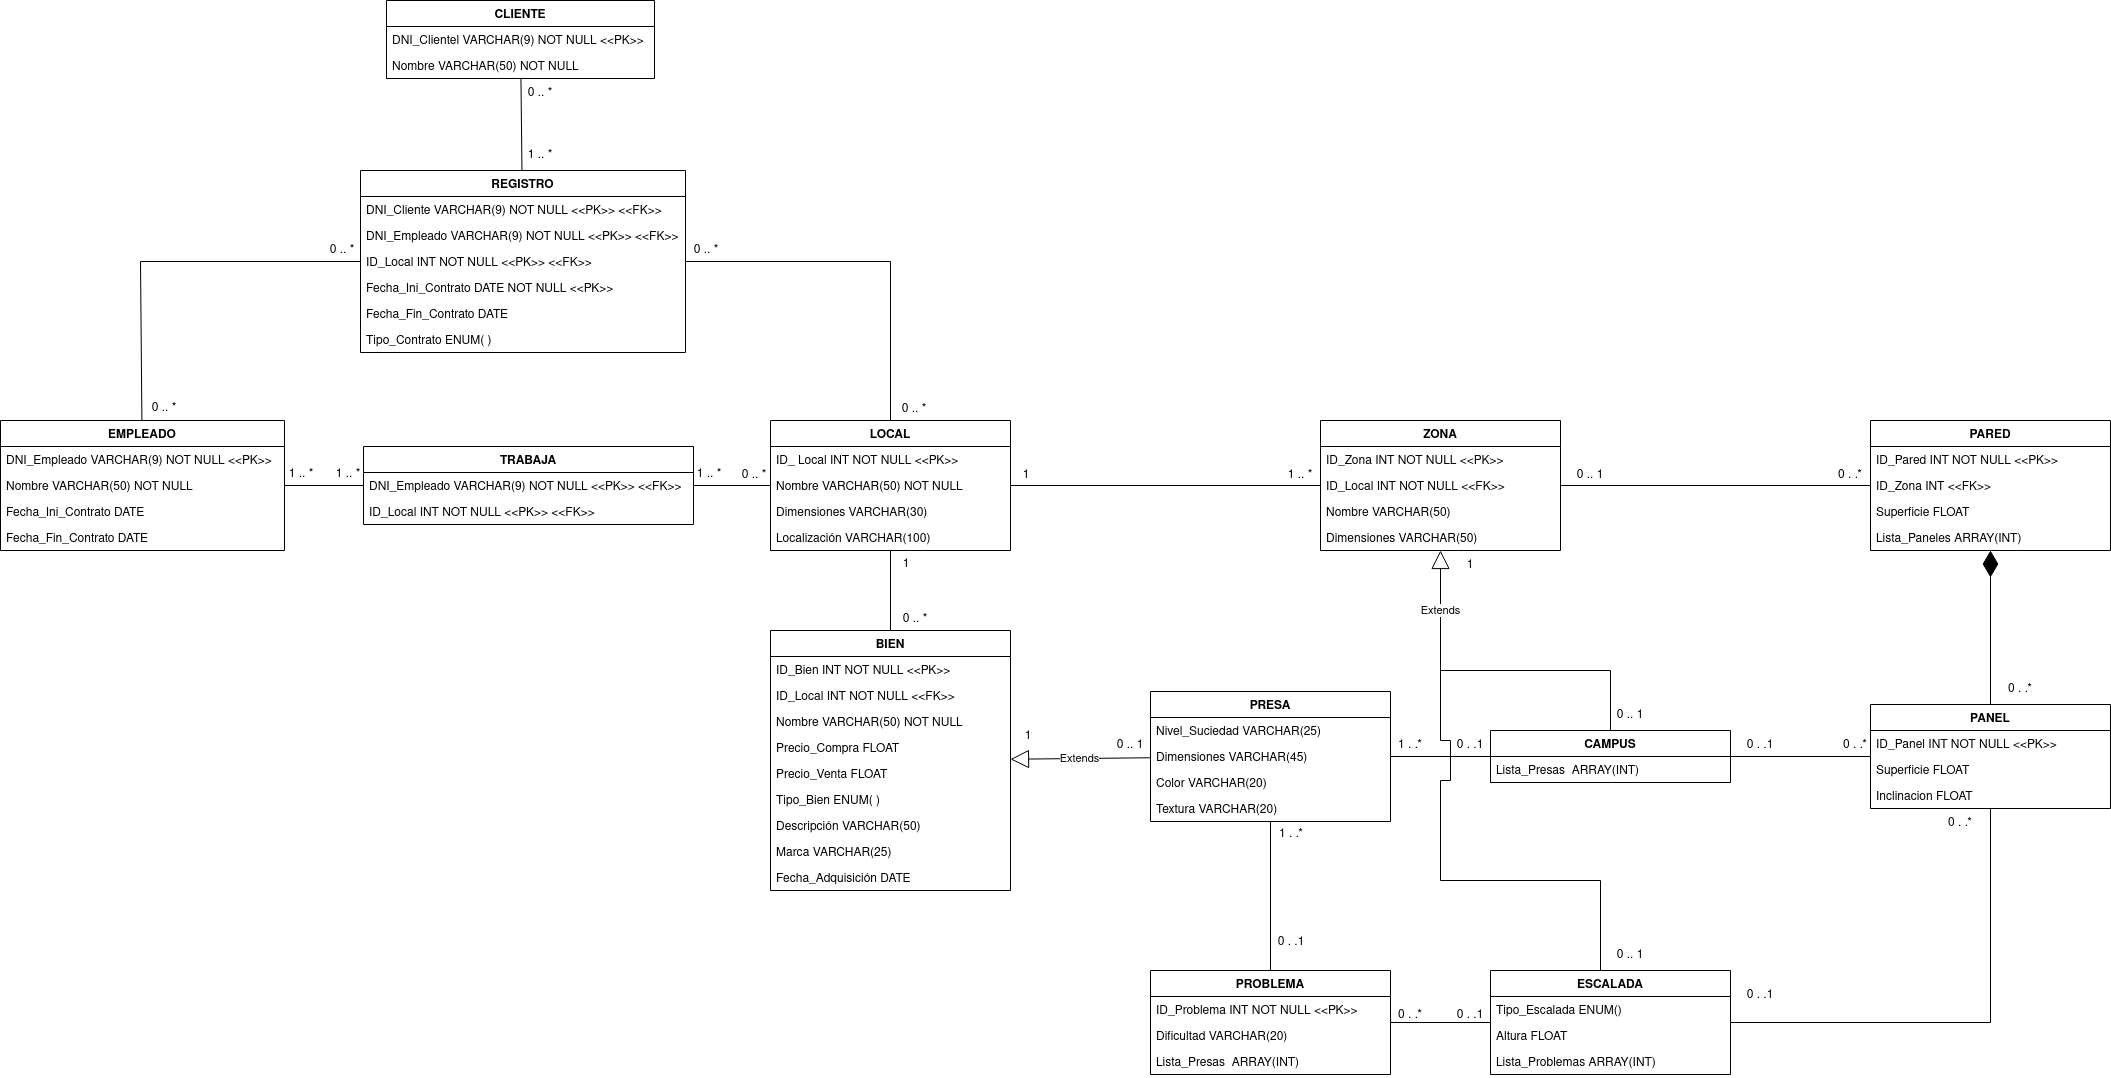 CLIENTE
DNI_Clientel VARCHAR(9) NOT NULL <<PK>>
Nombre VARCHAR(50) NOT NULL
0 .. *
1 .. *
REGISTRO
DNI_Cliente VARCHAR(9) NOT NULL <<PK>> <<FK>>
DNI_Empleado VARCHAR(9) NOT NULL <<PK>> <<FK>>
ID_Local INT NOT NULL <<PK>> <<FK>>
Fecha_Ini_Contrato DATE NOT NULL <<PK>>
Fecha_Fin_Contrato DATE
Tipo_Contrato ENUM( )
0 .. *
0 .. *
0 .. *
0 .. *
EMPLEADO
DNI_Empleado VARCHAR(9) NOT NULL <<PK>>
Nombre VARCHAR(50) NOT NULL
Fecha_Ini_Contrato DATE
Fecha_Fin_Contrato DATE
1 .. *
1 .. *
TRABAJA
DNI_Empleado VARCHAR(9) NOT NULL <<PK>> <<FK>>
ID_Local INT NOT NULL <<PK>> <<FK>>
1 .. *
0 .. *
LOCAL
ID_ Local INT NOT NULL <<PK>>
Nombre VARCHAR(50) NOT NULL
Dimensiones VARCHAR(30)
Localización VARCHAR(100)
1
1 .. *
ZONA
ID_Zona INT NOT NULL <<PK>>
ID_Local INT NOT NULL <<FK>>
Nombre VARCHAR(50)
Dimensiones VARCHAR(50)
0 .. 1
0 . .*
PARED
ID_Pared INT NOT NULL <<PK>>
ID_Zona INT <<FK>>
Superficie FLOAT
Lista_Paneles ARRAY(INT)
1
0 .. *
1
Extends
0 . .*
BIEN
ID_Bien INT NOT NULL <<PK>>
ID_Local INT NOT NULL <<FK>>
Nombre VARCHAR(50) NOT NULL
Precio_Compra FLOAT
Precio_Venta FLOAT
Tipo_Bien ENUM( )
Descripción VARCHAR(50)
Marca VARCHAR(25)
Fecha_Adquisición DATE
1
Extends
0 .. 1
PRESA
Nivel_Suciedad VARCHAR(25)
Dimensiones VARCHAR(45)
Color VARCHAR(20)
Textura VARCHAR(20)
1 . .*
0 . .1
0 .. 1
CAMPUS
Lista_Presas  ARRAY(INT)
0 . .1
0 . .*
PANEL
ID_Panel INT NOT NULL <<PK>>
Superficie FLOAT
Inclinacion FLOAT
0 . .*
1 . .*
0 . .1
0 .. 1
0 . .1
PROBLEMA
ID_Problema INT NOT NULL <<PK>>
Dificultad VARCHAR(20)
Lista_Presas  ARRAY(INT)
0 . .*
0 . .1
ESCALADA
Tipo_Escalada ENUM()
Altura FLOAT
Lista_Problemas ARRAY(INT)